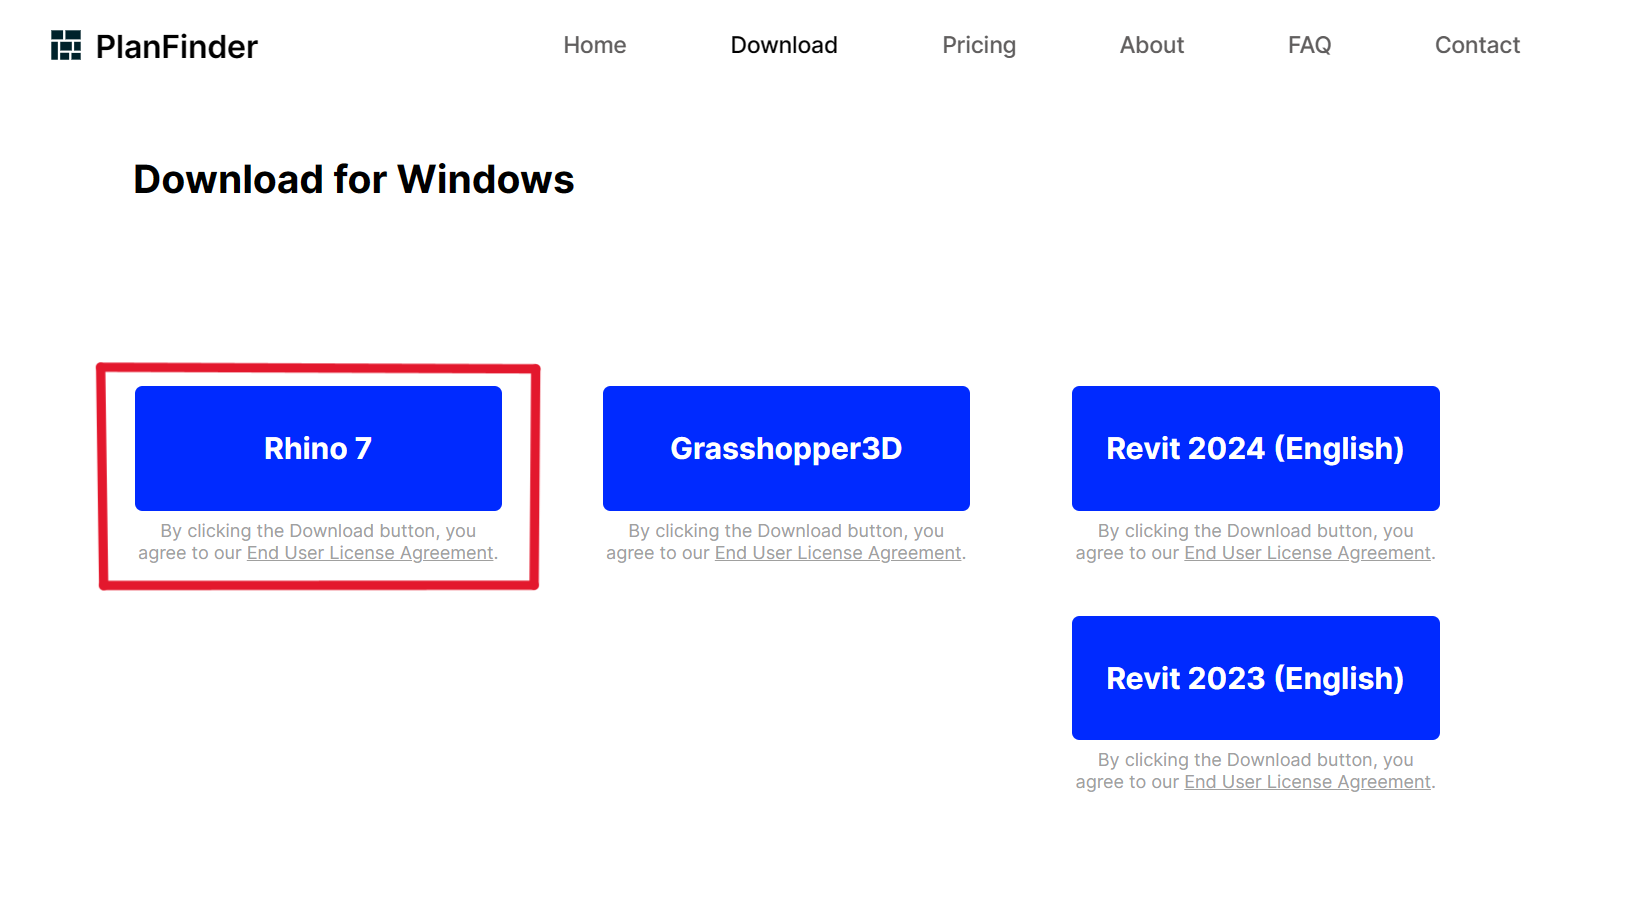 PlanFinder
Home
Download
Pricing
About
FAQ
Contact
Download for Windows
Rhino 7
By clicking the Download button, you
agree to our End User License Agreement.
Grasshopper3D
By clicking the Download button, you
agree to our End User License Agreement.
Revit 2024 (English)
By clicking the Download button, you
agree to our End User License Agreement.
Revit 2023 (English)
By clicking the Download button, you
agree to our End User License Agreement.